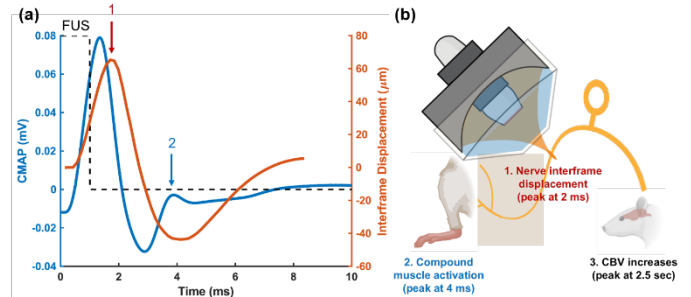 (a)
FUS
1
2
0.08
0.06
0.04
0.02
0
-0.02
-0.04
CMAP (mV)
80
60
40
20
0
-20
-40
-60
Interframe Displacement (μm)
0
2
4
6
8
10
Time (ms)
(b)
1. Nerve interframe
displacement
(peak at 2 ms)
2. Compound
muscle activation
(peak at 4 ms)
3. CBV increases
(peak at 2.5 sec)